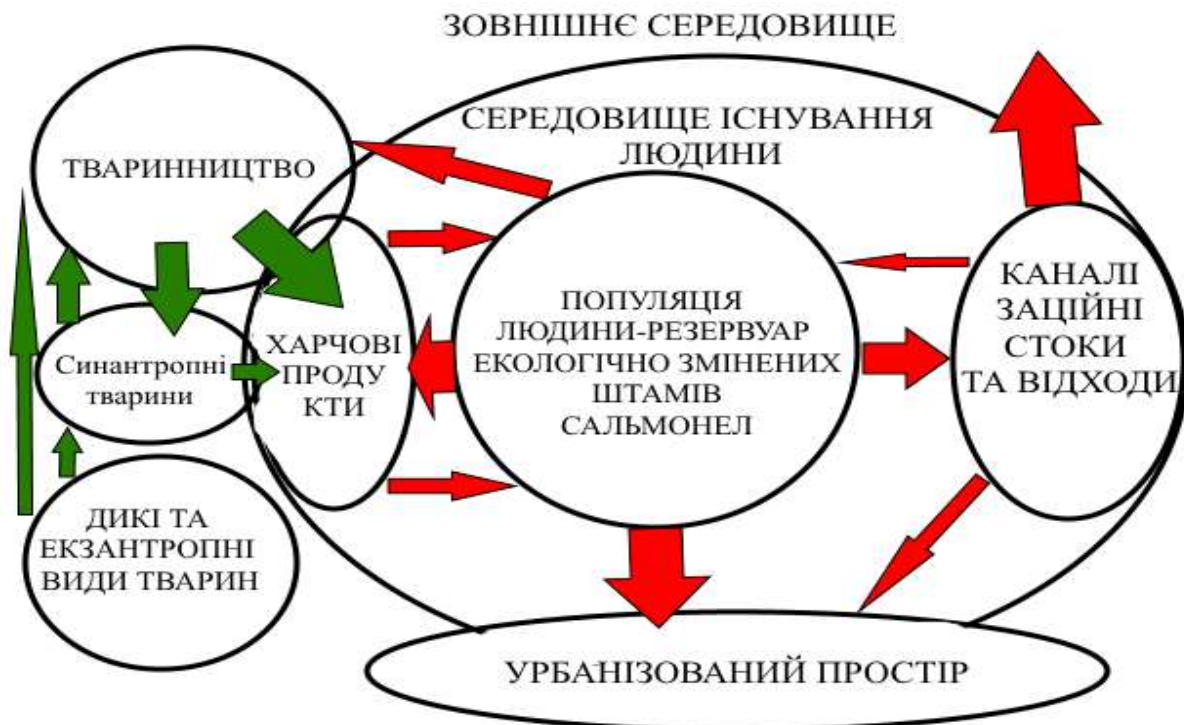 ЗОВНІШНЄ СЕРЕДОВИЩЕ
СЕРЕДОВИЩЕ ІСНУВАННЯ
ЛЮДИНИ
ТВАРИННИЦТВО
Синантропні
тварини
ДИКІ ТА
ЕКЗАНТРОПНІ
ВИДИ ТВАРИН
ХАРЧОВІ
ПРОДУ
КТИ
ПОПУЛЯЦІЯ
ЛЮДИНИ-РЕЗЕРВУАР
ЕКОЛОГІЧНО ЗМІНЕНИХ
ШТАМІВ
САЛЬМОНЕЛ
КАНАЛІ
ЗАЦІЙНІ
СТОКИ
ТА ВІДХОДИ
УРБАНІЗОВАНИЙ ПРОСТІР